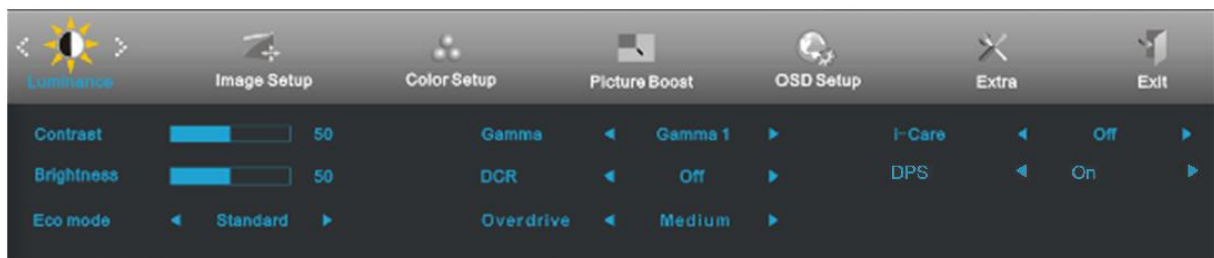 Luminance Image Setup Color Setup Picture Boost OSD Setup Extra Exit
Contrast 50 Gamma Gamma 1 i-Care Off
Brightness 50 DCR Off DPS On
Eco mode Standard Overdrive Medium